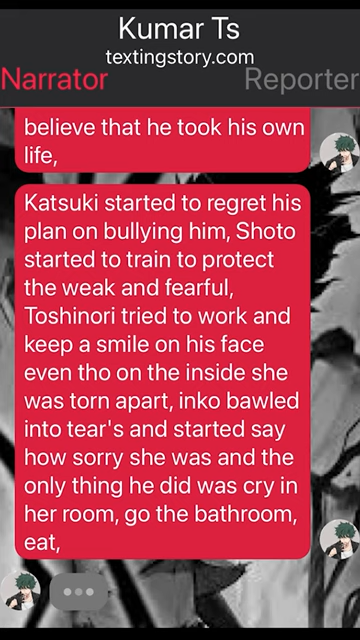 Kumar Ts
textingstory.com
Narrator Reporter
believe that he took his own
life,
Katsuki started to regret his
plan on bullying him, Shoto
started to train to protect
the weak and fearful,
Toshinori tried to work and
keep a smile on his face
even tho on the inside she
was torn apart, inko bawled
into tear's and started say
how sorry she was and the
only thing he did was cry in
her room, go the bathroom,
eat,